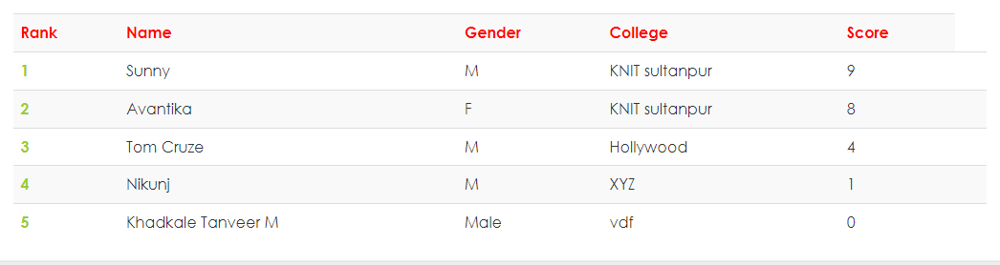 Rank Name Gender College Score
1 Sunny M KNIT sultanpur 9
2 Avantika F KNIT sultanpur 8
3 Tom Cruze M Hollywood 4
4 Nikunj M XYZ 1
5 Khadkale Tanveer M Male vdf 0